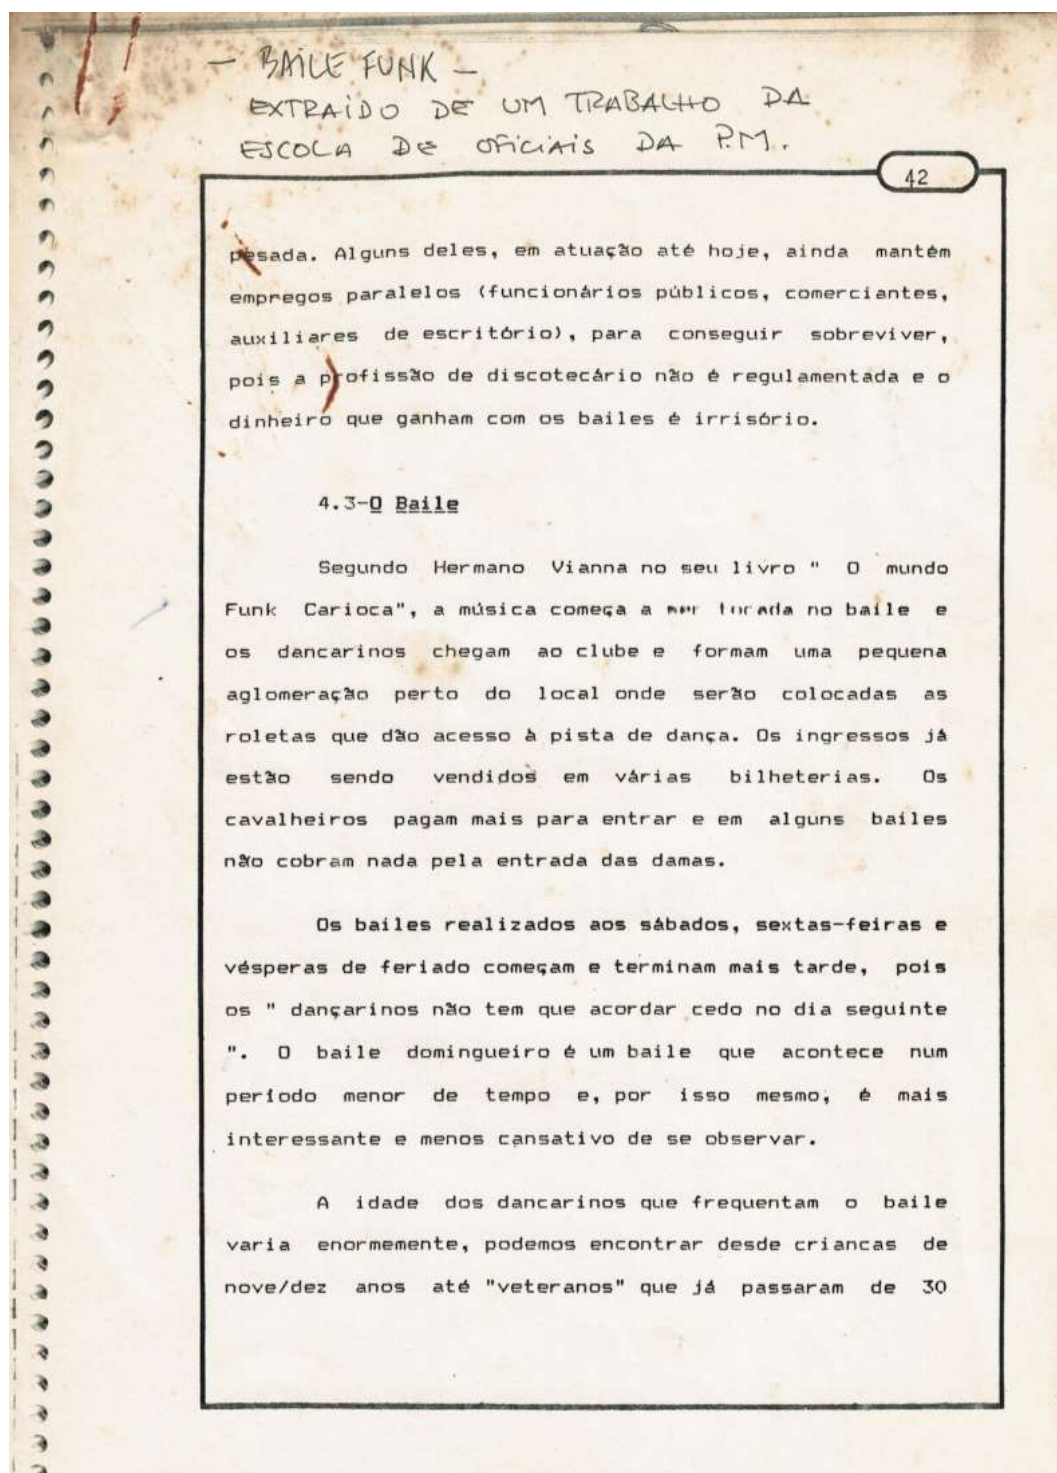 - BAILE FUNK -
EXTRAÍDO DE UM TRABALHO DA
ESCOLA DE OFICIAIS DA P.M.
42
pesada. Alguns deles, em atuação até hoje, ainda mantém
empregos paralelos (funcionários públicos, comerciantes,
auxiliares de escritório), para conseguir sobreviver,
pois a profissão de discotecário não é regulamentada e o
dinheiro que ganham com os bailes é irrisório.
4.3-O Baile
Segundo Hermano Vianna no seu livro " O mundo
Funk Carioca", a música começa a ser tocada no baile e
os dancarinos chegam ao clube e formam uma pequena
aglomeração perto do local onde serão colocadas as
roletas que dão acesso à pista de dança. Os ingressos já
estão sendo vendidos em várias bilheterias. Os
cavalheiros pagam mais para entrar e em alguns bailes
não cobram nada pela entrada das damas.
Os bailes realizados aos sábados, sextas-feiras e
vésperas de feriado começam e terminam mais tarde, pois
os " dançarinos não tem que acordar cedo no dia seguinte
". O baile domingueiro é um baile que acontece num
período menor de tempo e, por isso mesmo, é mais
interessante e menos cansativo de se observar.
A idade dos dancarinos que frequentam o baile
varia enormemente, podemos encontrar desde criancas de
nove/dez anos até "veteranos" que já passaram de 30